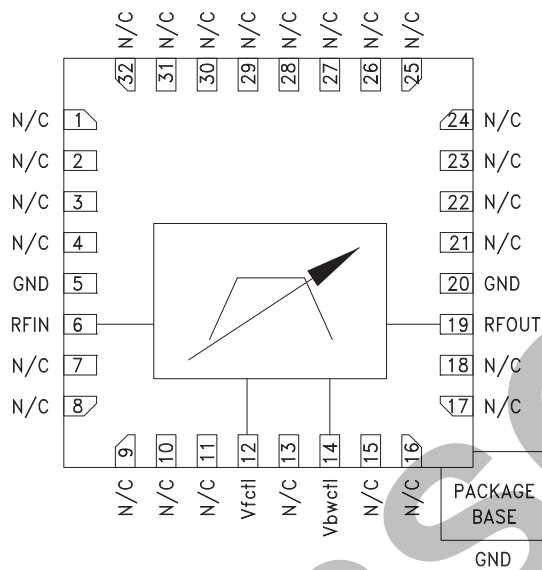 N/C N/C N/C N/C N/C N/C N/C N/C
32 31 30 29 28 27 26 25
N/C 1 24 N/C
N/C 2 23 N/C
N/C 3 22 N/C
N/C 4 21 N/C
GND 5 20 GND
RFIN 6 19 RFOUT
N/C 7 18 N/C
N/C 8 17 N/C
9 10 11 12 13 14 15 16
N/C N/C N/C Vfctl N/C Vbwctl N/C N/C
PACKAGE
BASE
GND